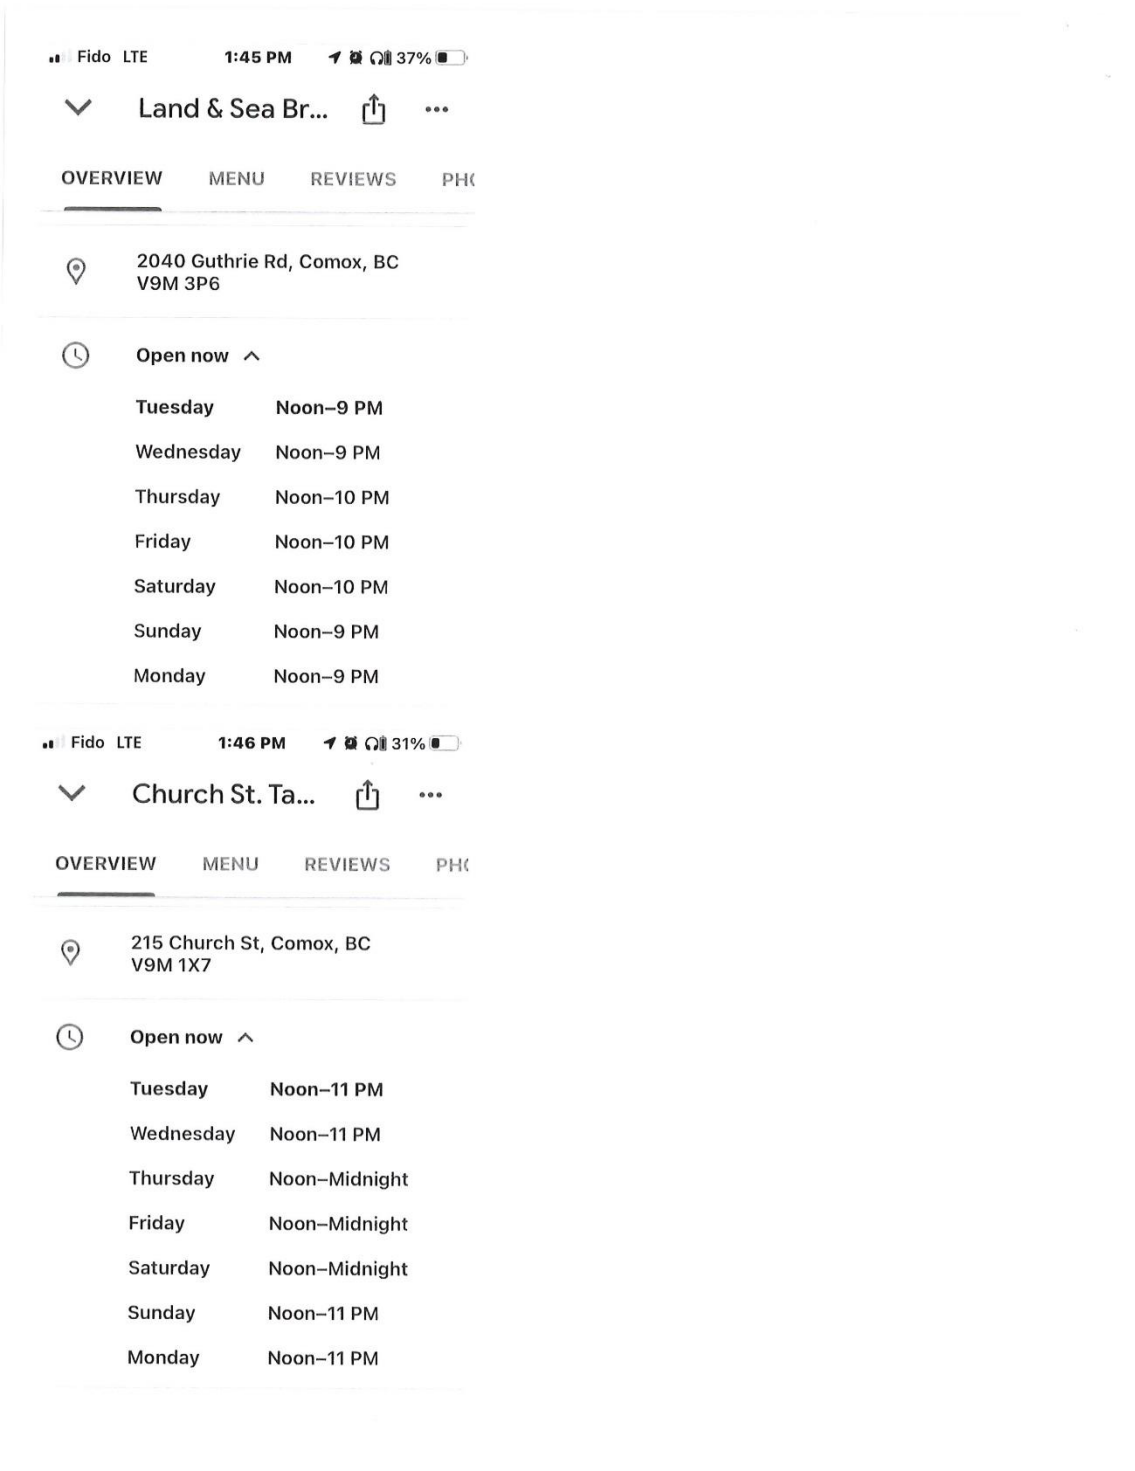 Fido LTE 1:45 PM 37%
Land & Sea Br...
OVERVIEW MENU REVIEWS PH
2040 Guthrie Rd, Comox, BC
V9M 3P6
Open now
Tuesday Noon–9 PM
Wednesday Noon–9 PM
Thursday Noon–10 PM
Friday Noon–10 PM
Saturday Noon–10 PM
Sunday Noon–9 PM
Monday Noon–9 PM
Fido LTE 1:46 PM 31%
Church St. Ta...
OVERVIEW MENU REVIEWS PH
215 Church St, Comox, BC
V9M 1X7
Open now
Tuesday Noon–11 PM
Wednesday Noon–11 PM
Thursday Noon–Midnight
Friday Noon–Midnight
Saturday Noon–Midnight
Sunday Noon–11 PM
Monday Noon–11 PM